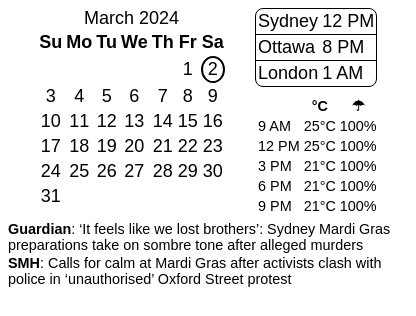 March 2024
Su Mo Tu We Th Fr Sa
1 2
3 4 5 6 7 8 9
10 11 12 13 14 15 16
17 18 19 20 21 22 23
24 25 26 27 28 29 30
31
Sydney 12 PM
Ottawa 8 PM
London 1 AM
°C ☂
9 AM 25°C 100%
12 PM 25°C 100%
3 PM 21°C 100%
6 PM 21°C 100%
9 PM 21°C 100%
Guardian: ‘It feels like we lost brothers’: Sydney Mardi Gras
preparations take on sombre tone after alleged murders
SMH: Calls for calm at Mardi Gras after activists clash with
police in ‘unauthorised’ Oxford Street protest